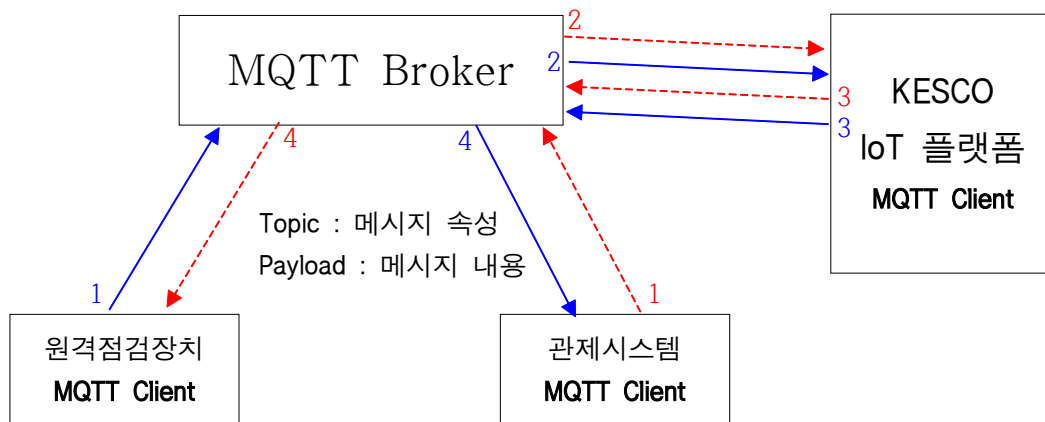 2
MQTT Broker
2
3
3
KESCO
IoT 플랫폼
MQTT Client
4
4
Topic : 메시지 속성
Payload : 메시지 내용
1
1
원격점검장치
MQTT Client
관제시스템
MQTT Client